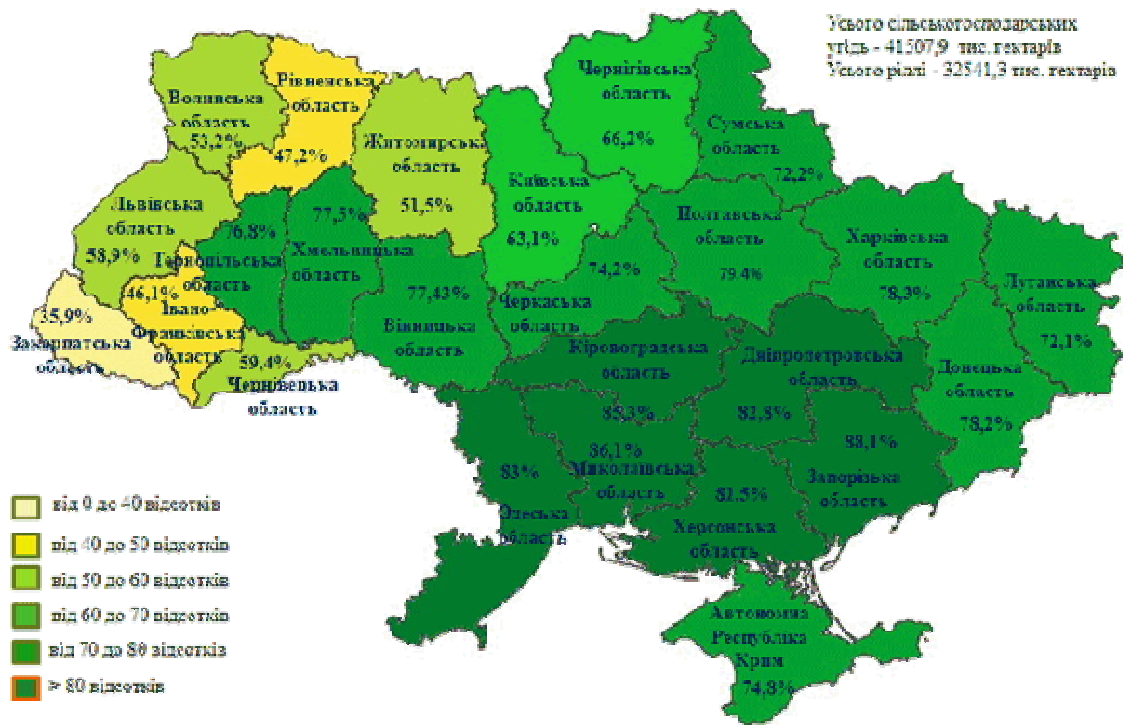 Усього сільськогосподарських
угідь - 41507,9 тис. гектарів
Усього ріллі - 32541,3 тис. гектарів
Волинська
область
53,2%
Рівненська
область
47,2%
Житомирська
область
51,5%
Київська
область
63,1%
Чернігівська
область
66,2%
Сумська
область
72,2%
Львівська
область
58,9%
76,8%
Тернопільська
область
77,5%
Хмельницька
область
77,43%
Вінницька
область
74,2%
Черкаська
область
Полтавська
область
79,4%
Харківська
область
78,3%
Луганська
область
72,1%
35,9%
Закарпатська
область
46,1%
Івано-
Франківська
область
59,4%
Чернівецька
область
Кіровоградська
область
85,3%
Дніпропетровська
область
82,8%
Донецька
область
78,2%
83%
Одеська
область
86,1%
Миколаївська
область
81.5%
Херсонська
область
88,1%
Запорізька
область
Автономна
Республіка
Крим
74,8%
від 0 до 40 відсотків
від 40 до 50 відсотків
від 50 до 60 відсотків
від 60 до 70 відсотків
від 70 до 80 відсотків
> 80 відсотків